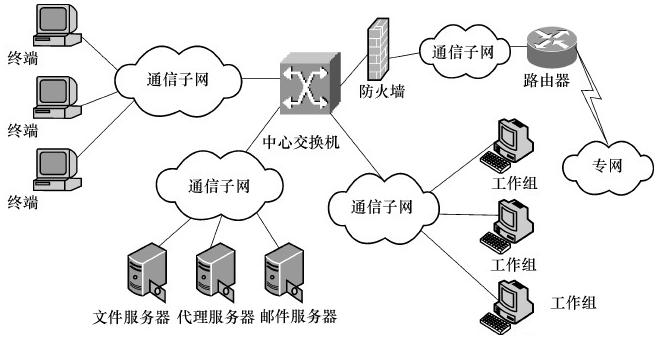 终端
终端
终端
通信子网
中心交换机
防火墙
通信子网
路由器
专网
通信子网
通信子网
工作组
工作组
工作组
文件服务器
代理服务器
邮件服务器